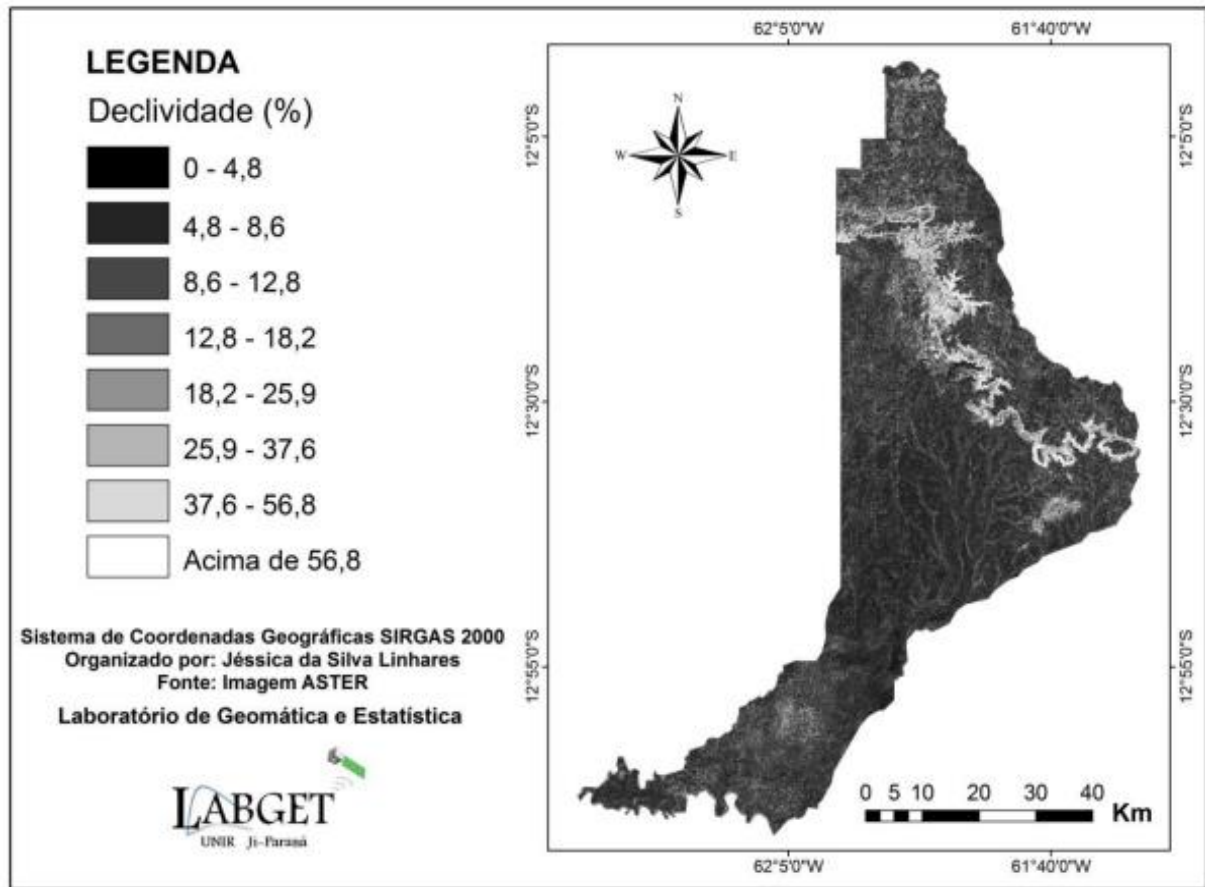 LEGENDA
Declividade (%)
0 - 4,8
4,8 - 8,6
8,6 - 12,8
12,8 - 18,2
18,2 - 25,9
25,9 - 37,6
37,6 - 56,8
Acima de 56,8
Sistema de Coordenadas Geográficas SIRGAS 2000
Organizado por: Jéssica da Silva Linhares
Fonte: Imagem ASTER
Laboratório de Geomática e Estatística
LABGET
UNIR Ji-Paraná
62°5'0"W 61°40'0"W
N
W E
S
12°5'0"S 12°5'0"S
12°30'0"S 12°30'0"S
12°55'0"S 12°55'0"S
0 5 10 20 30 40
Km
62°5'0"W 61°40'0"W